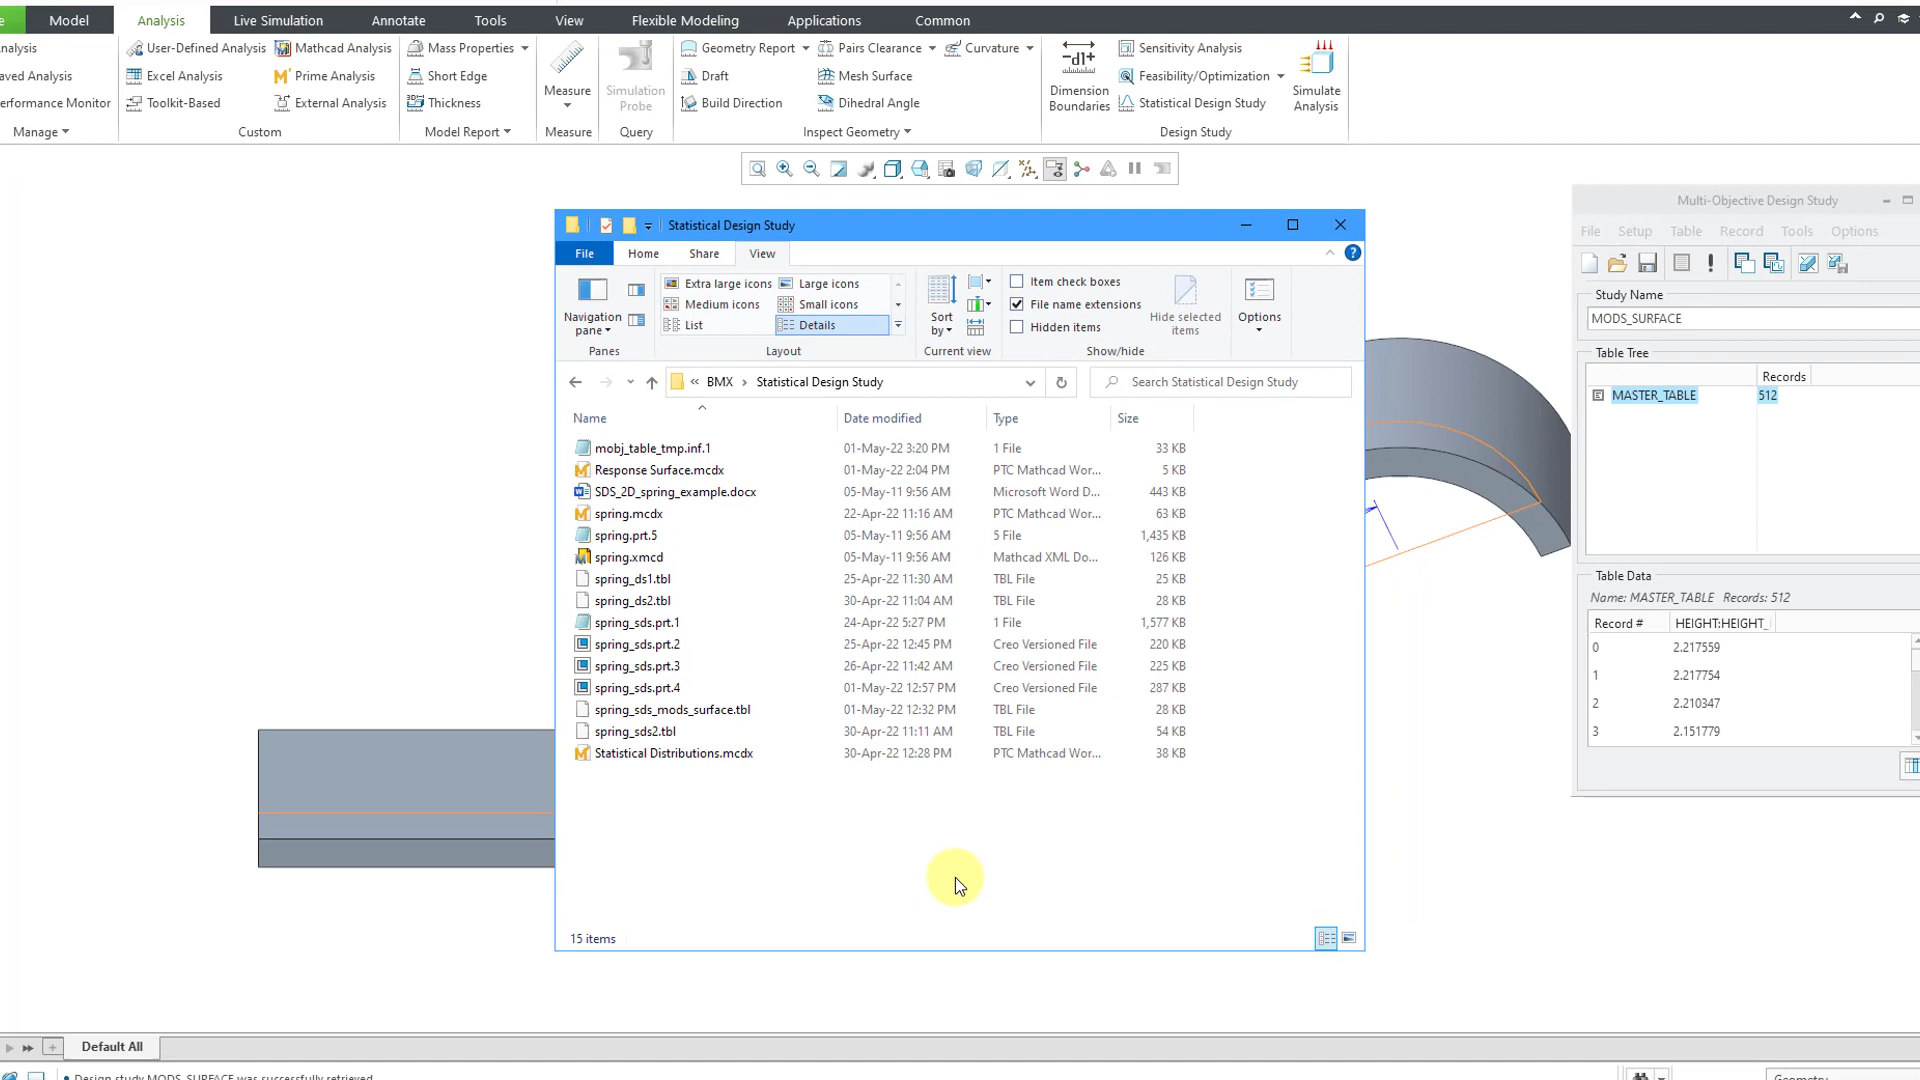 Model Analysis Live Simulation Annotate Tools View Flexible Modeling Applications Common
nalysis User-Defined Analysis Mathcad Analysis Mass Properties Geometry Report Pairs Clearance Curvature Sensitivity Analysis
aved Analysis Excel Analysis Prime Analysis Short Edge Draft Mesh Surface Feasibility/Optimization
erformance Monitor Toolkit-Based External Analysis Thickness Build Direction Dihedral Angle Statistical Design Study
Measure
Simulation Probe
Dimension Boundaries
Simulate Analysis
Manage Custom Model Report Measure Query Inspect Geometry Design Study
Statistical Design Study
File Home Share View
Navigation pane
Extra large icons Large icons
Medium icons Small icons
List Details
Sort by
Item check boxes
File name extensions
Hidden items
Hide selected items
Options
Panes Layout Current view Show/hide
« BMX Statistical Design Study
Search Statistical Design Study
Name Date modified Type Size
mobj_table_tmp.inf.1 01-May-22 3:20 PM 1 File 33 KB
Response Surface.mcdx 01-May-22 2:04 PM PTC Mathcad Wor... 5 KB
SDS_2D_spring_example.docx 05-May-11 9:56 AM Microsoft Word D... 443 KB
spring.mcdx 22-Apr-22 11:16 AM PTC Mathcad Wor... 63 KB
spring.prt.5 05-May-11 9:56 AM 5 File 1,435 KB
spring.xmcd 05-May-11 9:56 AM Mathcad XML Do... 126 KB
spring_ds1.tbl 25-Apr-22 11:30 AM TBL File 25 KB
spring_ds2.tbl 30-Apr-22 11:04 AM TBL File 28 KB
spring_sds.prt.1 24-Apr-22 5:27 PM 1 File 1,577 KB
spring_sds.prt.2 25-Apr-22 12:45 PM Creo Versioned File 220 KB
spring_sds.prt.3 26-Apr-22 11:42 AM Creo Versioned File 225 KB
spring_sds.prt.4 01-May-22 12:57 PM Creo Versioned File 287 KB
spring_sds_mods_surface.tbl 01-May-22 12:32 PM TBL File 28 KB
spring_sds2.tbl 30-Apr-22 11:11 AM TBL File 54 KB
Statistical Distributions.mcdx 30-Apr-22 12:28 PM PTC Mathcad Wor... 38 KB
15 items
Multi-Objective Design Study
File Setup Table Record Tools Options
Study Name
MODS_SURFACE
Table Tree
Records
MASTER_TABLE 512
Table Data
Name: MASTER_TABLE Records: 512
Record # HEIGHT:HEIGHT_
0 2.217559
1 2.217754
2 2.210347
3 2.151779
Default All
• Design study MODS_SURFACE was successfully retrieved.
Geometry